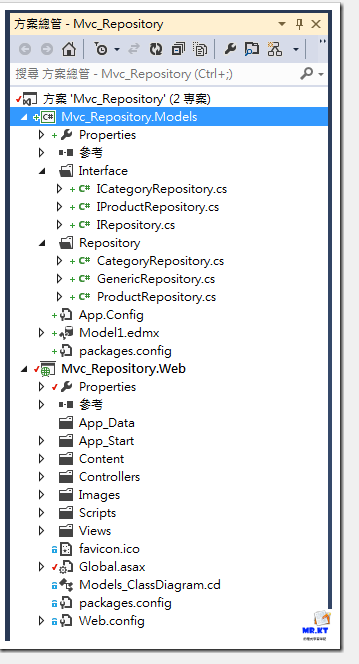 方案總管 - Mvc_Repository
搜尋 方案總管 - Mvc_Repository (Ctrl+;)
方案 'Mvc_Repository' (2 專案)
C# Mvc_Repository.Models
Properties
參考
Interface
C# ICategoryRepository.cs
C# IProductRepository.cs
C# IRepository.cs
Repository
C# CategoryRepository.cs
C# GenericRepository.cs
C# ProductRepository.cs
App.Config
Model1.edmx
packages.config
Mvc_Repository.Web
Properties
參考
App_Data
App_Start
Content
Controllers
Images
Scripts
Views
favicon.ico
Global.asax
Models_ClassDiagram.cd
packages.config
Web.config
MR.KT